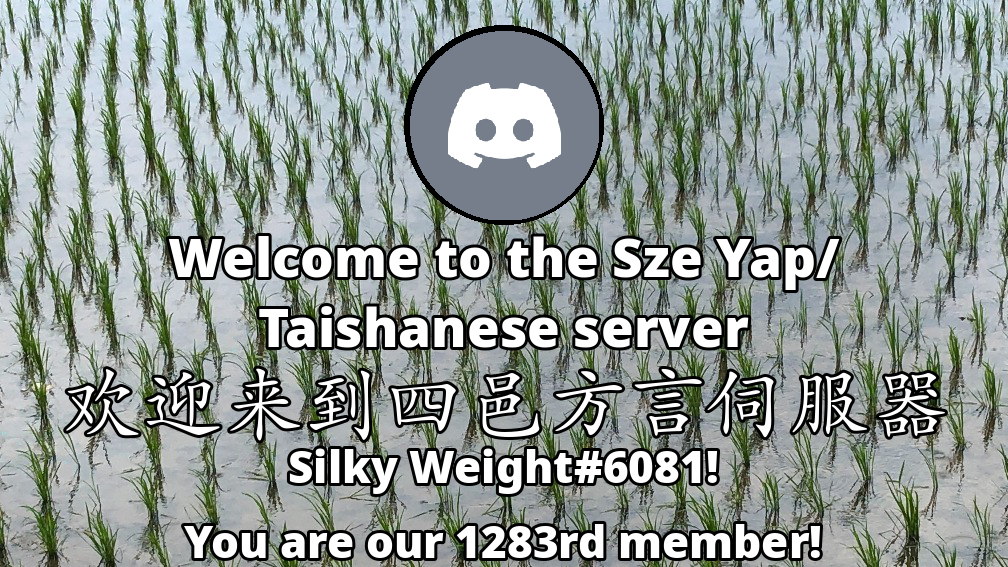 Welcome to the Sze Yap/
Taishanese server
欢迎来到四邑方言伺服器
Silky Weight#6081!
You are our 1283rd member!